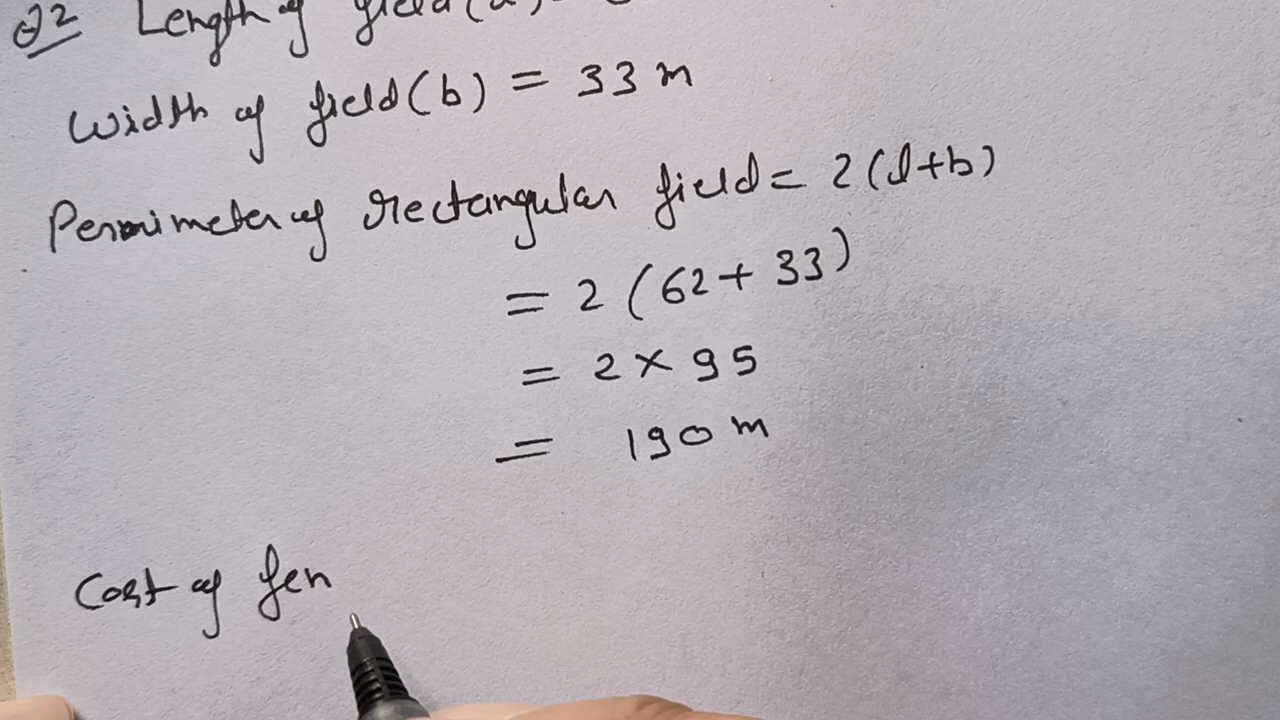 Q2 Length of field
Width of field(b) = 33 m
Perimeter of rectangular field = 2(l+b)
= 2 (62 + 33)
= 2 × 95
= 190 m
Cost of fen